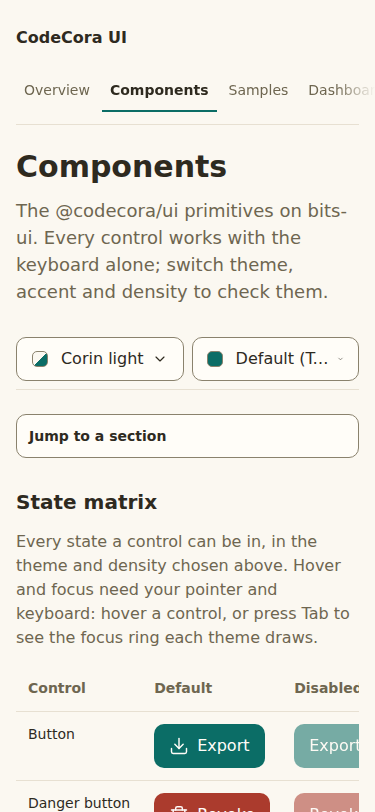 CodeCora UI
Overview Components Samples Dashboar
Components
The @codecora/ui primitives on bits-
ui. Every control works with the
keyboard alone; switch theme,
accent and density to check them.
Corin light Default (T...
Jump to a section
State matrix
Every state a control can be in, in the
theme and density chosen above. Hover
and focus need your pointer and
keyboard: hover a control, or press Tab to
see the focus ring each theme draws.
Control Default Disabled
Button Export Export
Danger button Revoke Revoke